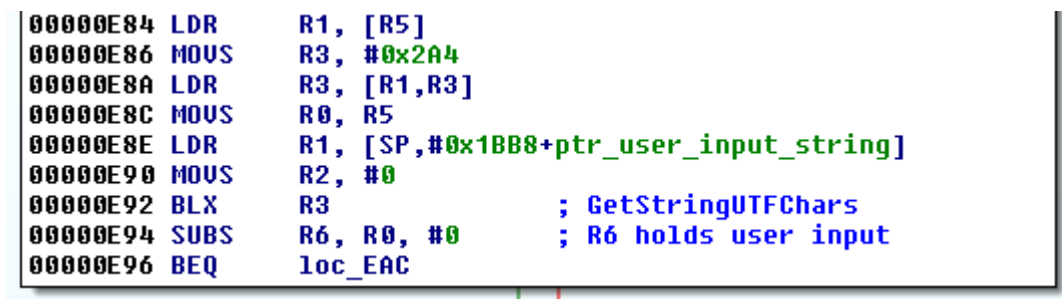 00000E84 LDR R1, [R5]
00000E86 MOVS R3, #0x2A4
00000E8A LDR R3, [R1,R3]
00000E8C MOVS R0, R5
00000E8E LDR R1, [SP,#0x1BB8+ptr_user_input_string]
00000E90 MOVS R2, #0
00000E92 BLX R3 ; GetStringUTFChars
00000E94 SUBS R6, R0, #0 ; R6 holds user input
00000E96 BEQ loc_EAC